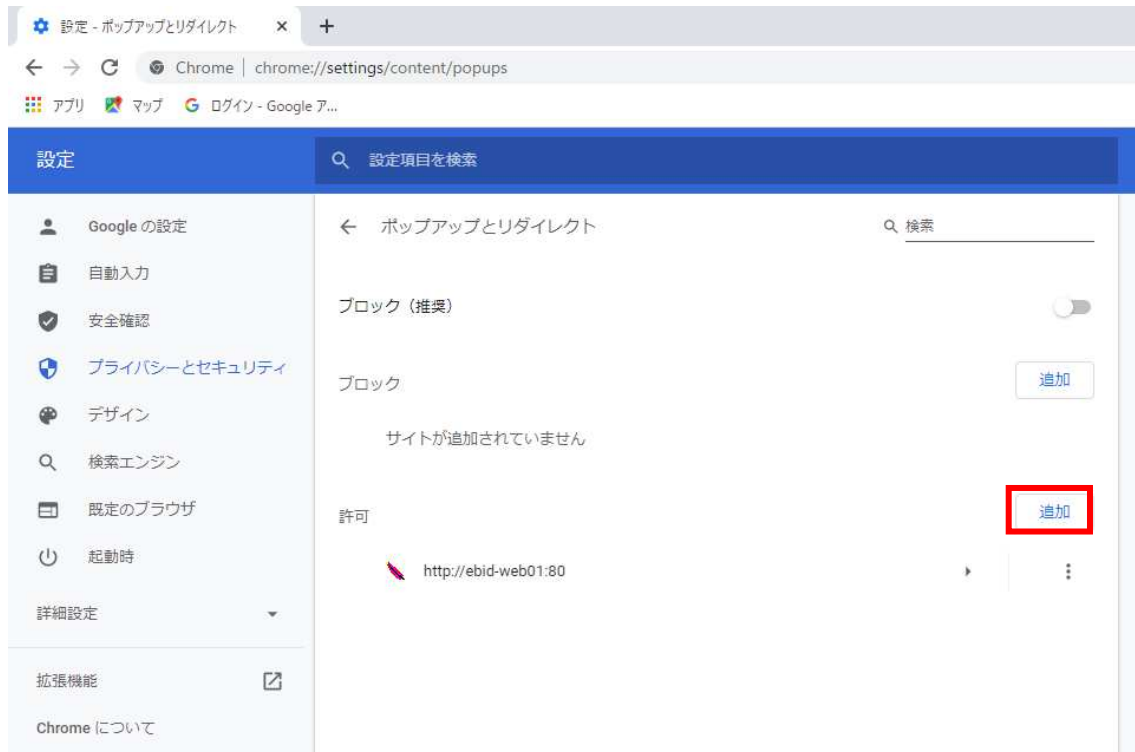 設定 - ポップアップとリダイレクト
Chrome | chrome://settings/content/popups
アプリ マップ ログイン - Google ア...
設定
設定項目を検索
Google の設定
自動入力
安全確認
プライバシーとセキュリティ
デザイン
検索エンジン
既定のブラウザ
起動時
詳細設定
拡張機能
Chrome について
ポップアップとリダイレクト
検索
ブロック（推奨）
ブロック
追加
サイトが追加されていません
許可
追加
http://ebid-web01:80